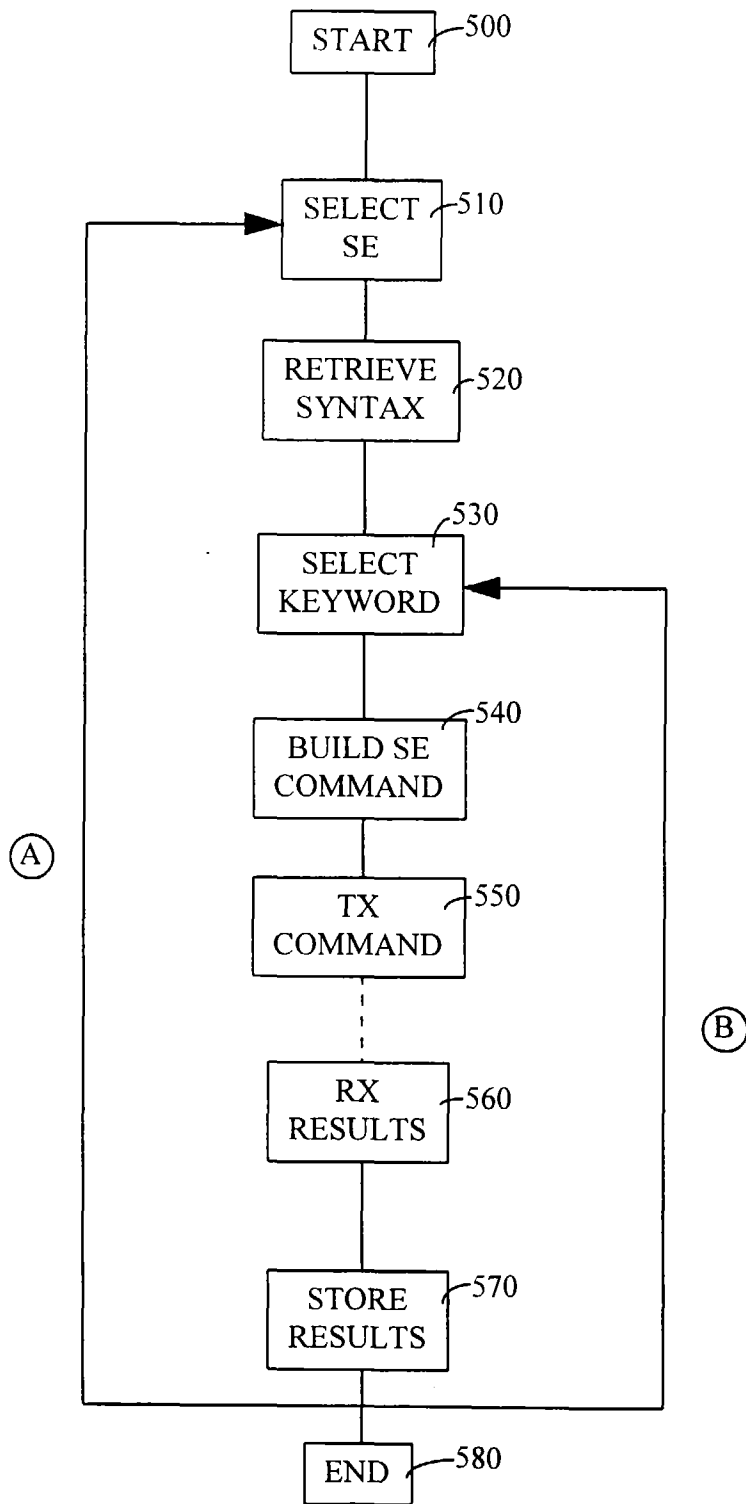 START
500
SELECT
SE
510
RETRIEVE
SYNTAX
520
530
SELECT
KEYWORD
540
BUILD SE
COMMAND
A
550
TX
COMMAND
B
RX
RESULTS
560
STORE
RESULTS
570
END
580